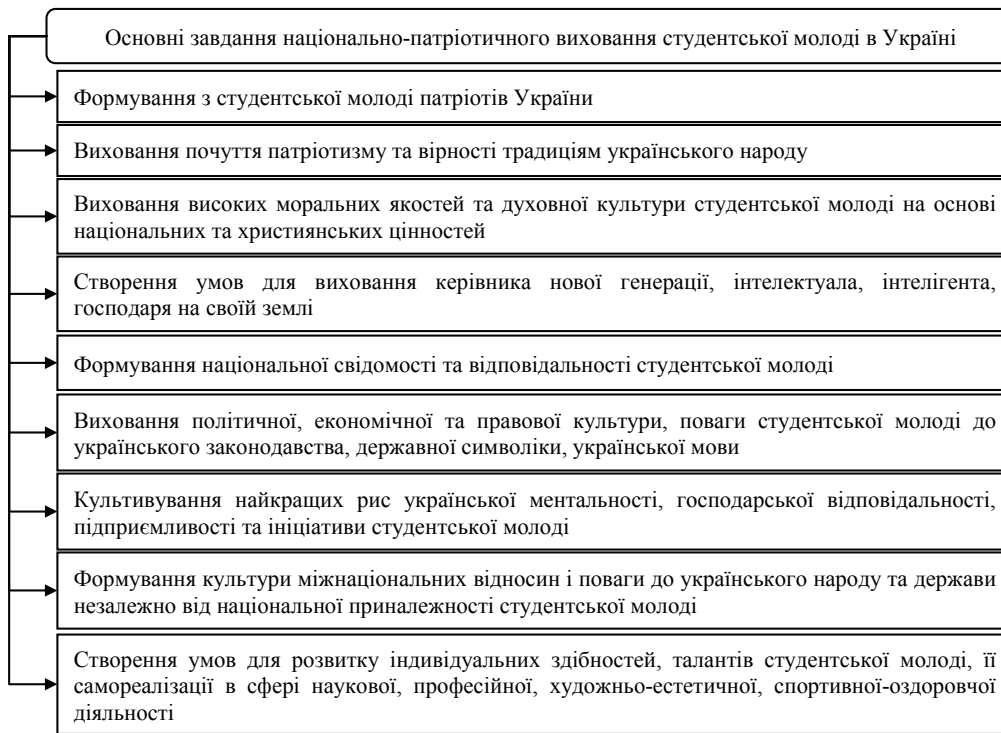 Основні завдання національно-патріотичного виховання студентської молоді в Україні
Формування з студентської молоді патріотів України
Виховання почуття патріотизму та вірності традиціям українського народу
Виховання високих моральних якостей та духовної культури студентської молоді на основі
національних та християнських цінностей
Створення умов для виховання керівника нової генерації, інтелектуала, інтелігента,
господаря на своїй землі
Формування національної свідомості та відповідальності студентської молоді
Виховання політичної, економічної та правової культури, поваги студентської молоді до
українського законодавства, державної символіки, української мови
Культивування найкращих рис української ментальності, господарської відповідальності,
підприємливості та ініціативи студентської молоді
Формування культури міжнаціональних відносин і поваги до українського народу та держави
незалежно від національної приналежності студентської молоді
Створення умов для розвитку індивідуальних здібностей, талантів студентської молоді, її
самореалізації в сфері наукової, професійної, художньо-естетичної, спортивної-оздоровчої
діяльності